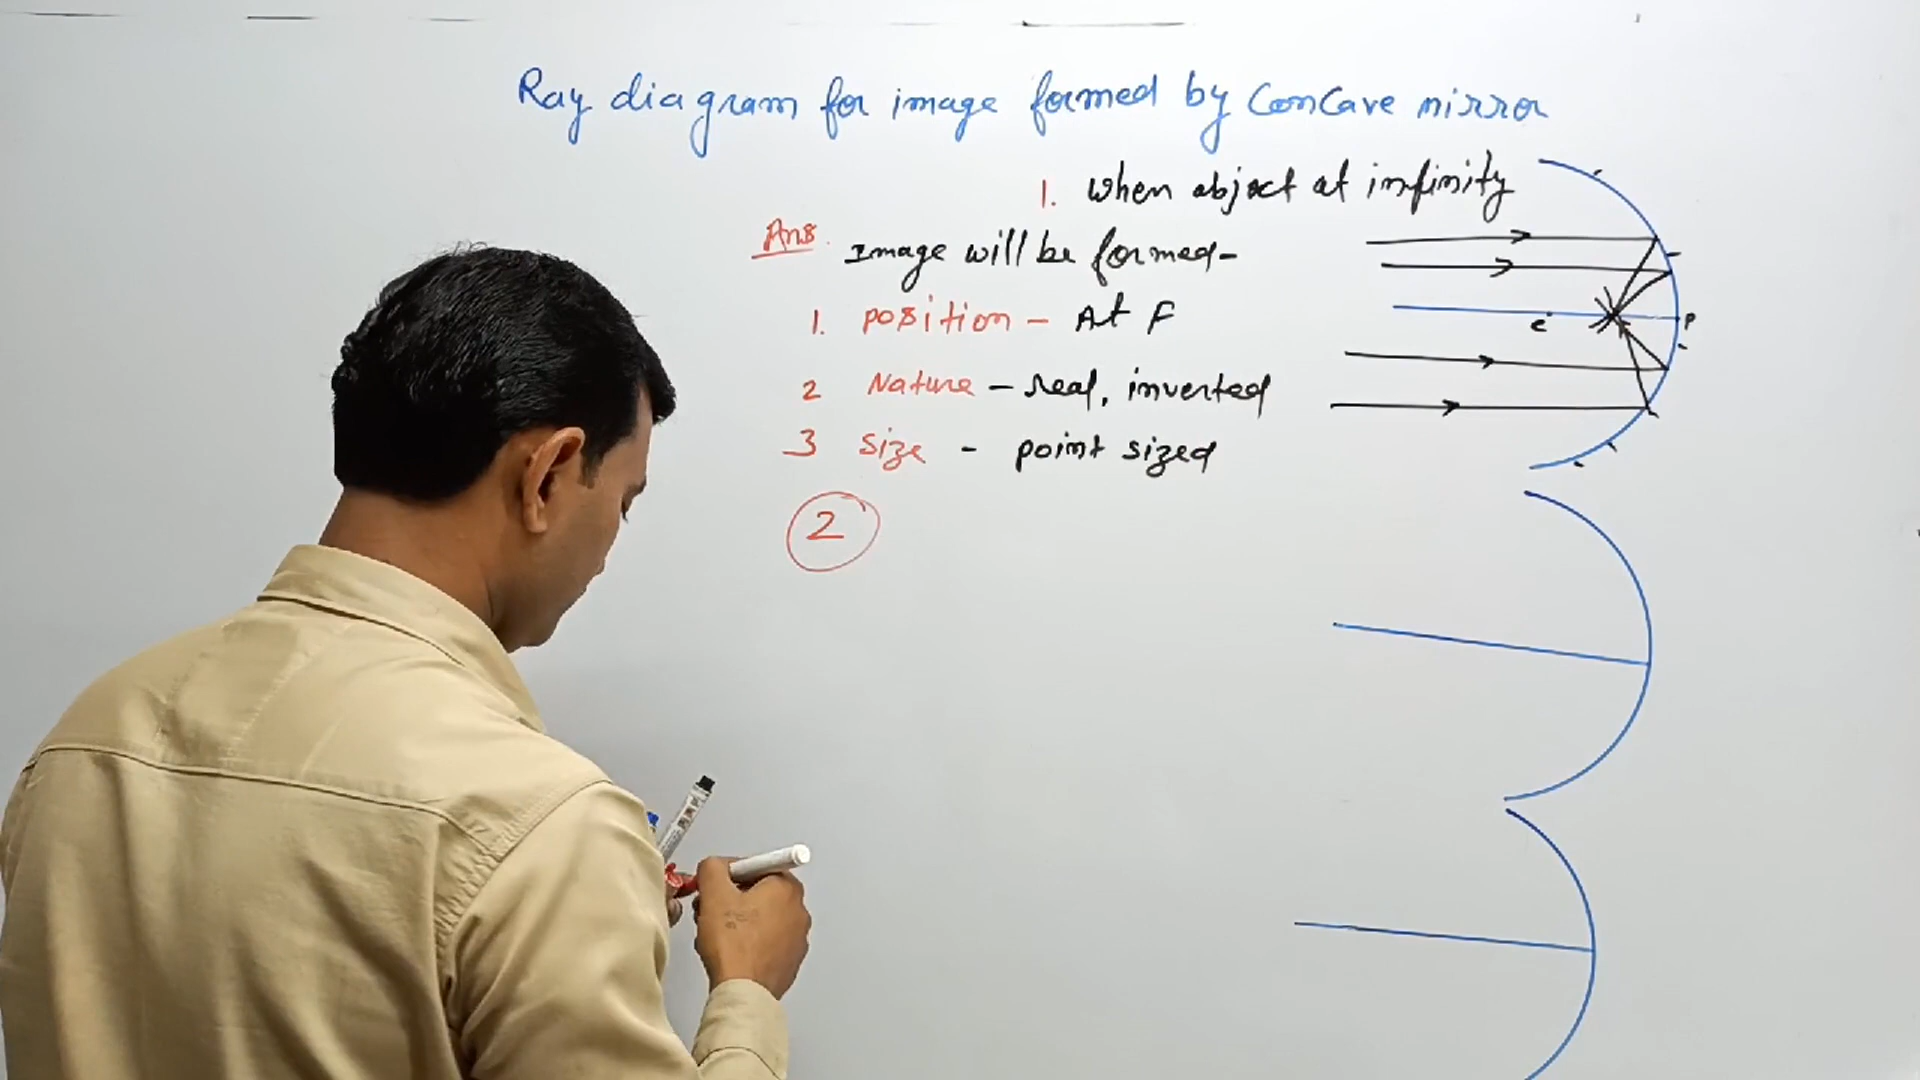 Ray diagram for image formed by Concave mirror
1. When object at infinity
Ans. Image will be formed-
1. Position - At F
2 Nature - real, inverted
3 Size - point sized
2
C
P